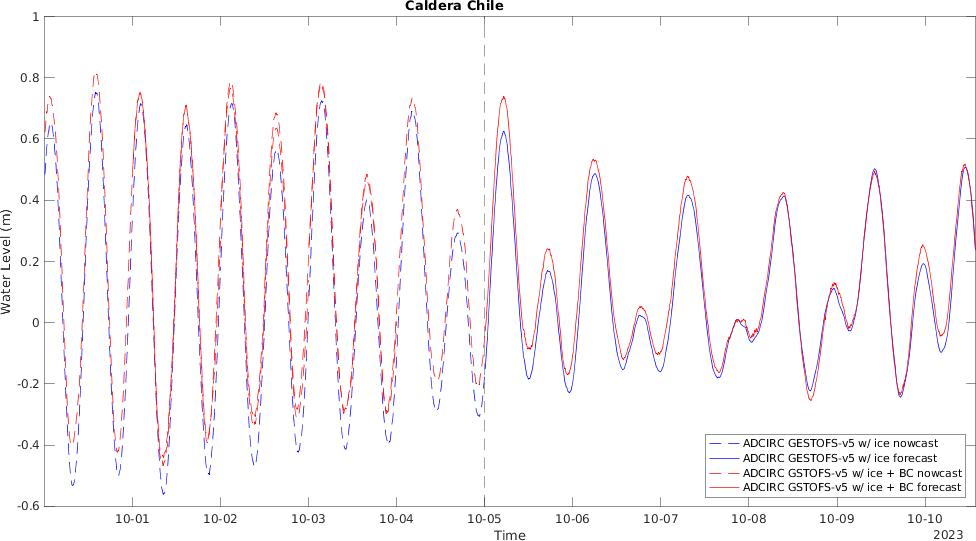 Caldera Chile
1
0.8
0.6
0.4
0.2
0
-0.2
-0.4
-0.6
Water Level (m)
10-01 10-02 10-03 10-04 10-05 10-06 10-07 10-08 10-09 10-10
Time
2023
ADCIRC GESTOFS-v5 w/ ice nowcast
ADCIRC GESTOFS-v5 w/ ice forecast
ADCIRC GSTOFS-v5 w/ ice + BC nowcast
ADCIRC GSTOFS-v5 w/ ice + BC forecast